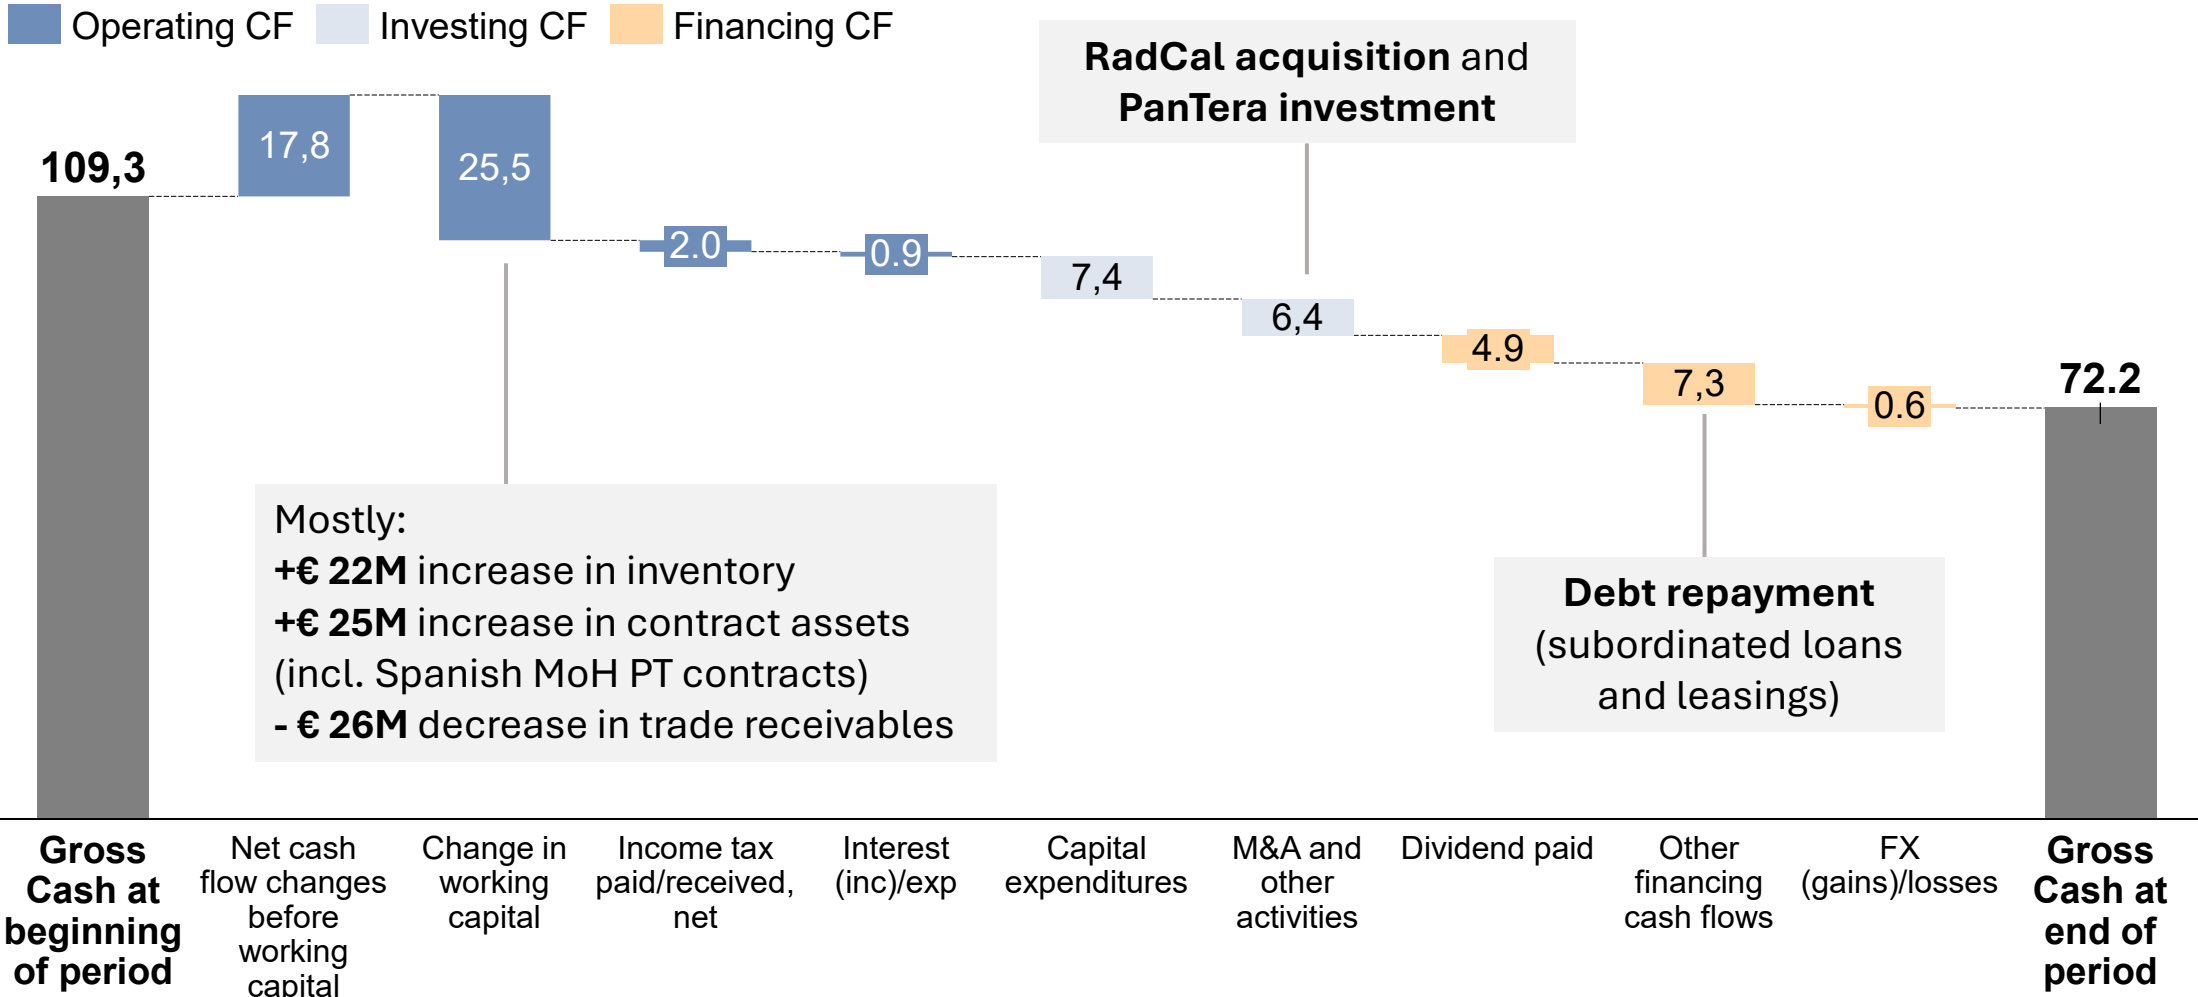 Operating CF
Investing CF
Financing CF
RadCal acquisition and
PanTera investment
109,3
17,8
25,5
2.0
0.9
7,4
6,4
4.9
7,3
0.6
72.2
Mostly:
+€ 22M increase in inventory
+€ 25M increase in contract assets
(incl. Spanish MoH PT contracts)
- € 26M decrease in trade receivables
Debt repayment
(subordinated loans
and leasings)
Gross
Cash at
beginning
of period
Net cash
flow changes
before
working
capital
Change in
working
capital
Income tax
paid/received,
net
Interest
(inc)/exp
Capital
expenditures
M&A and
other
activities
Dividend paid
Other
financing
cash flows
FX
(gains)/losses
Gross
Cash at
end of
period